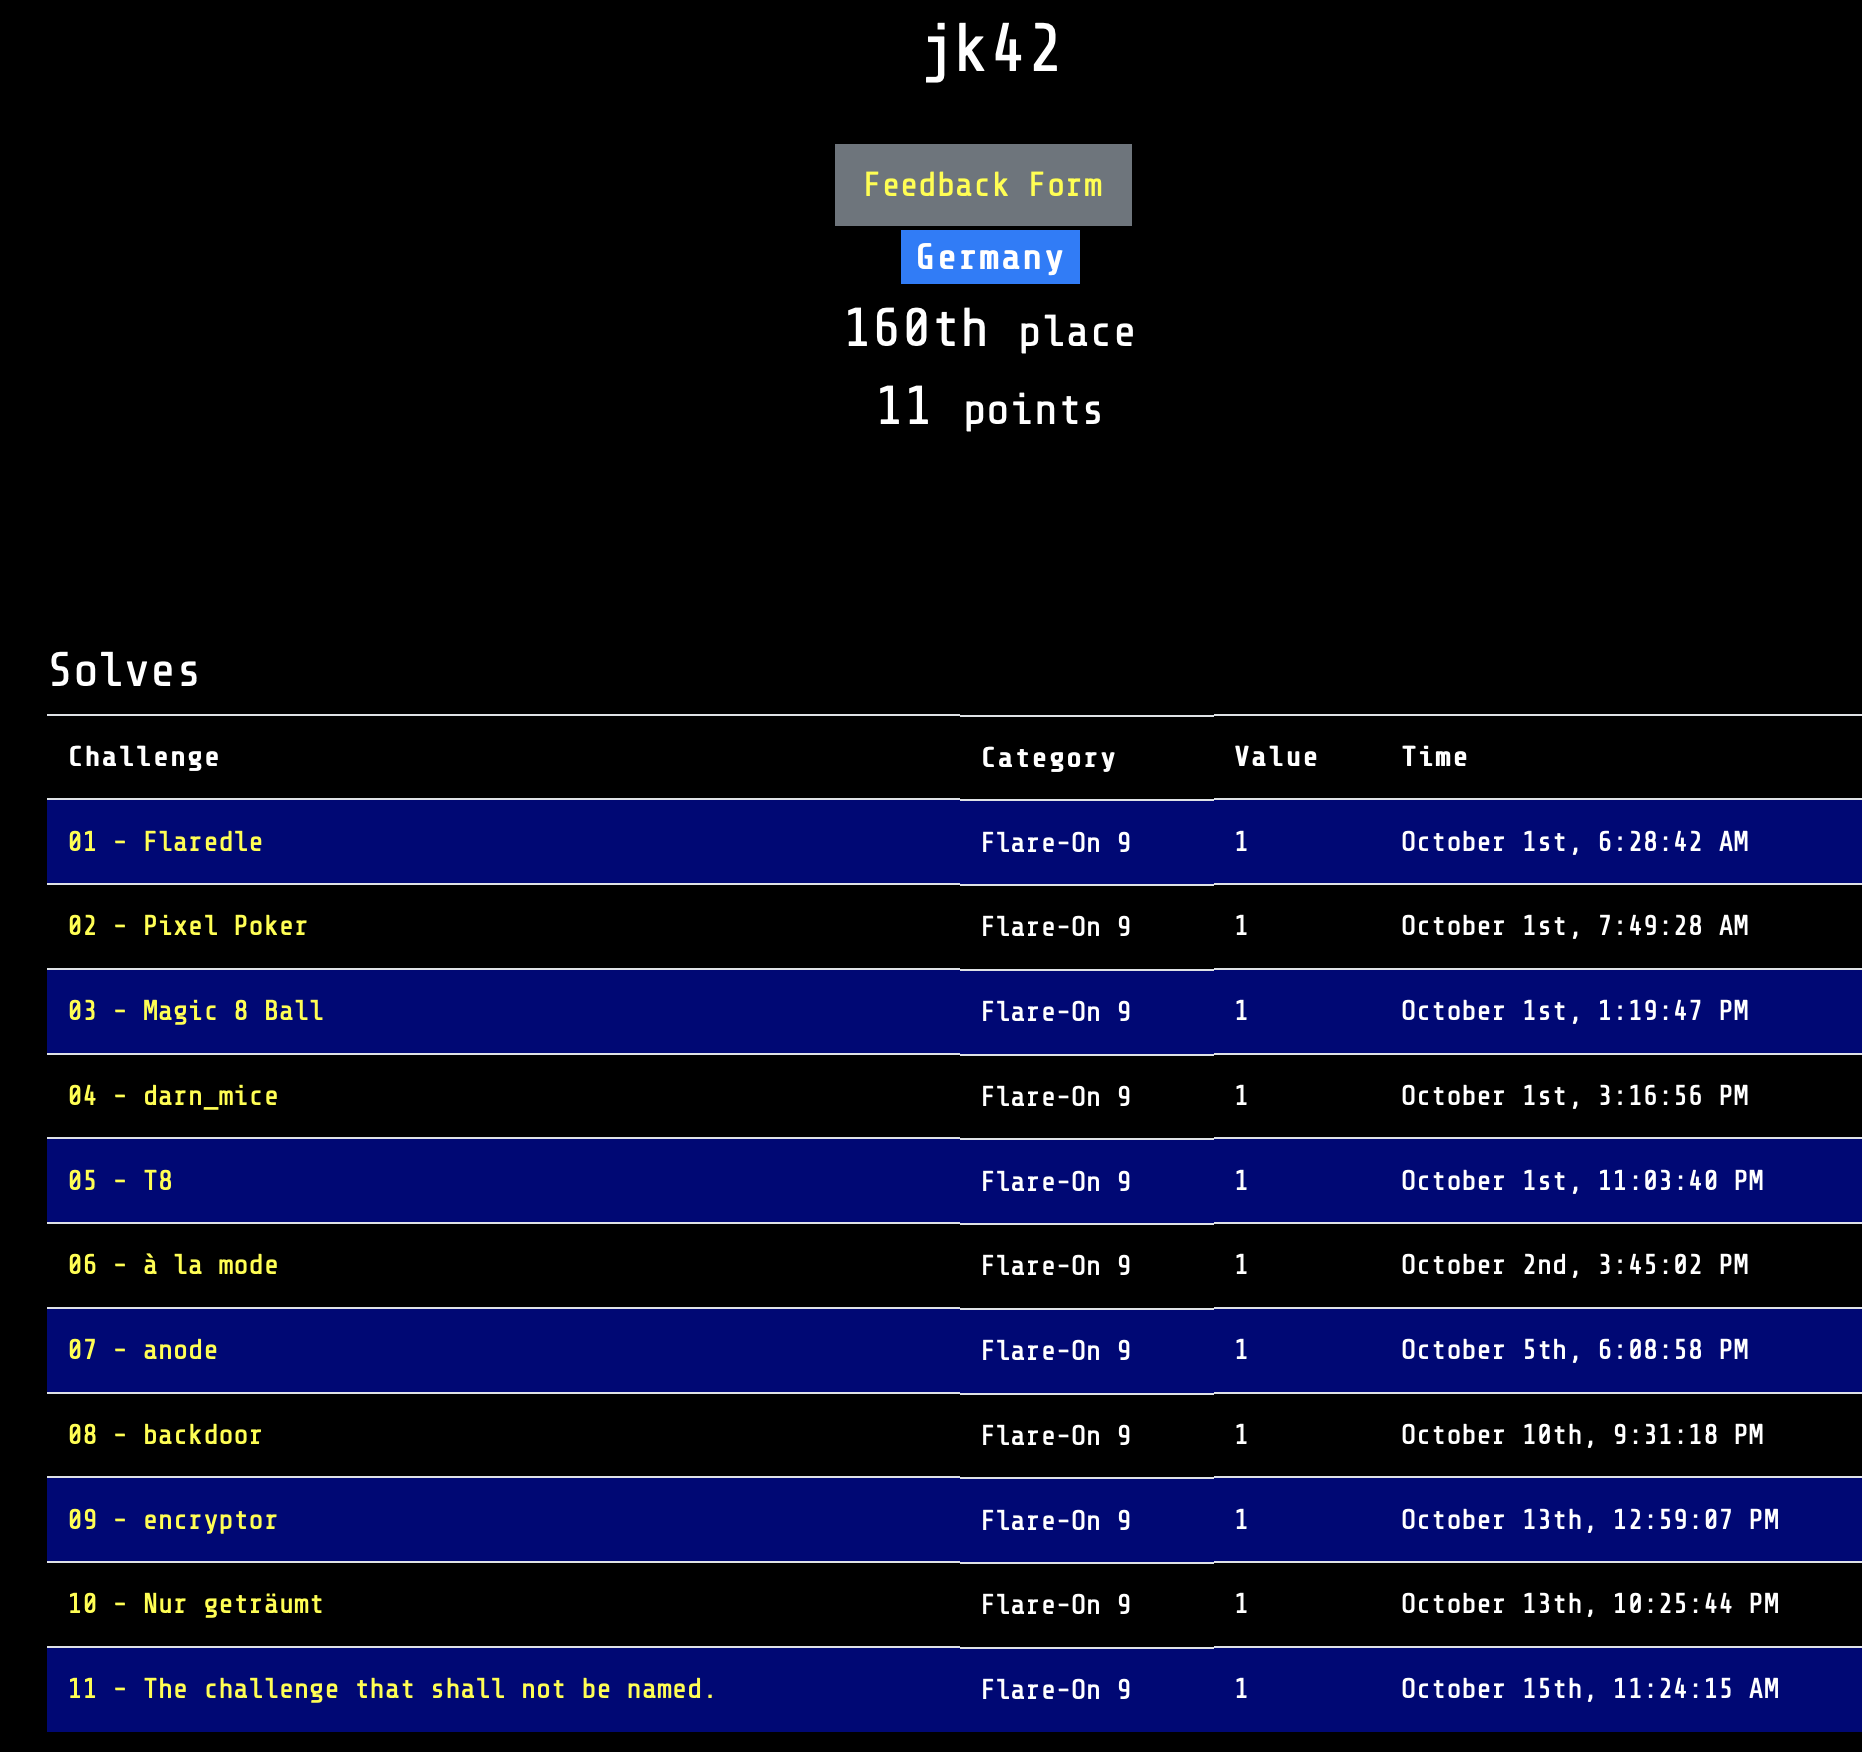 jk42
Feedback Form
Germany
160th place
11 points
Solves
Challenge Category Value Time
01 - Flaredle Flare-On 9 1 October 1st, 6:28:42 AM
02 - Pixel Poker Flare-On 9 1 October 1st, 7:49:28 AM
03 - Magic 8 Ball Flare-On 9 1 October 1st, 1:19:47 PM
04 - darn_mice Flare-On 9 1 October 1st, 3:16:56 PM
05 - T8 Flare-On 9 1 October 1st, 11:03:40 PM
06 - à la mode Flare-On 9 1 October 2nd, 3:45:02 PM
07 - anode Flare-On 9 1 October 5th, 6:08:58 PM
08 - backdoor Flare-On 9 1 October 10th, 9:31:18 PM
09 - encryptor Flare-On 9 1 October 13th, 12:59:07 PM
10 - Nur geträumt Flare-On 9 1 October 13th, 10:25:44 PM
11 - The challenge that shall not be named. Flare-On 9 1 October 15th, 11:24:15 AM